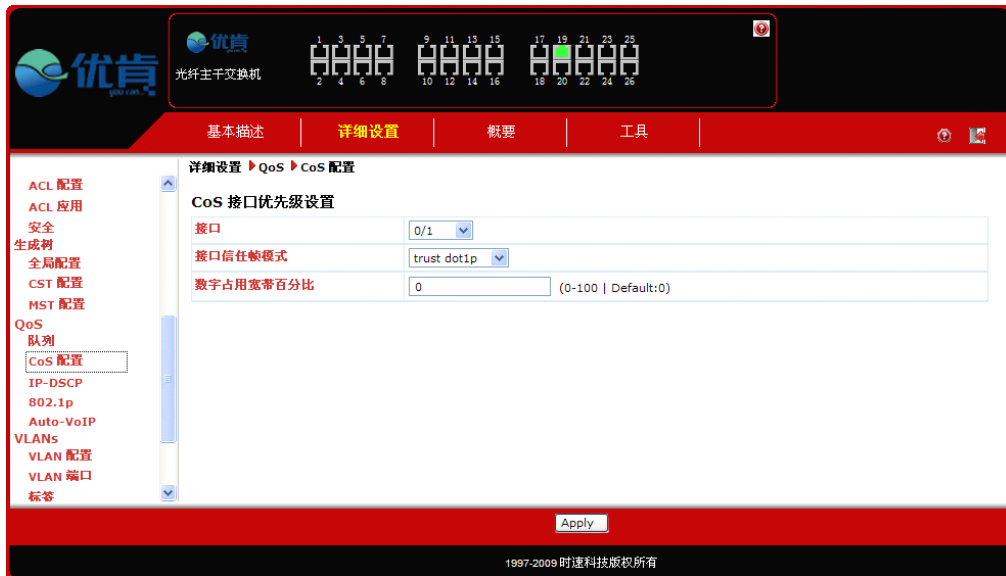 优肯
you can.
优肯
光纤主干交换机
1 3 5 7 9 11 13 15 17 19 21 23 25
2 4 6 8 10 12 14 16 18 20 22 24 26
基本描述 详细设置 概要 工具
ACL 配置
ACL 应用
安全
生成树
全局配置
CST 配置
MST 配置
QoS
队列
CoS 配置
IP-DSCP
802.1p
Auto-VoIP
VLANs
VLAN 配置
VLAN 端口
标签
详细设置 QoS CoS 配置
CoS 接口优先级设置
接口 0/1
接口信任帧模式 trust dot1p
数字占用宽带百分比 0 (0-100 | Default:0)
Apply
1997-2009 时速科技版权所有